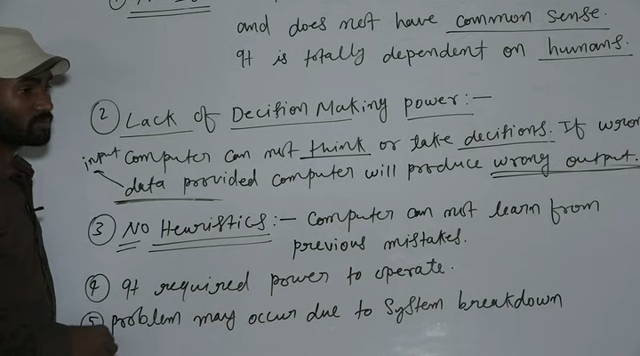 ①
and does not have common sense.
It is totally dependent on humans.
② Lack of Decision Making power:-
input Computer can not think or take decisions. If wron
data provided computer will produce wrong output.
③ No Heuristics:- Computer can not learn from
previous mistakes.
④ It required power to operate.
⑤ problem may occur due to System breakdown